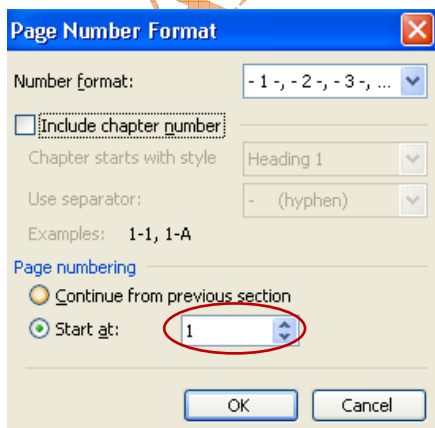 Page Number Format
Number format: - 1 -, - 2 -, - 3 -, ...
Include chapter number
Chapter starts with style Heading 1
Use separator: - (hyphen)
Examples: 1-1, 1-A
Page numbering
Continue from previous section
Start at: 1
OK Cancel